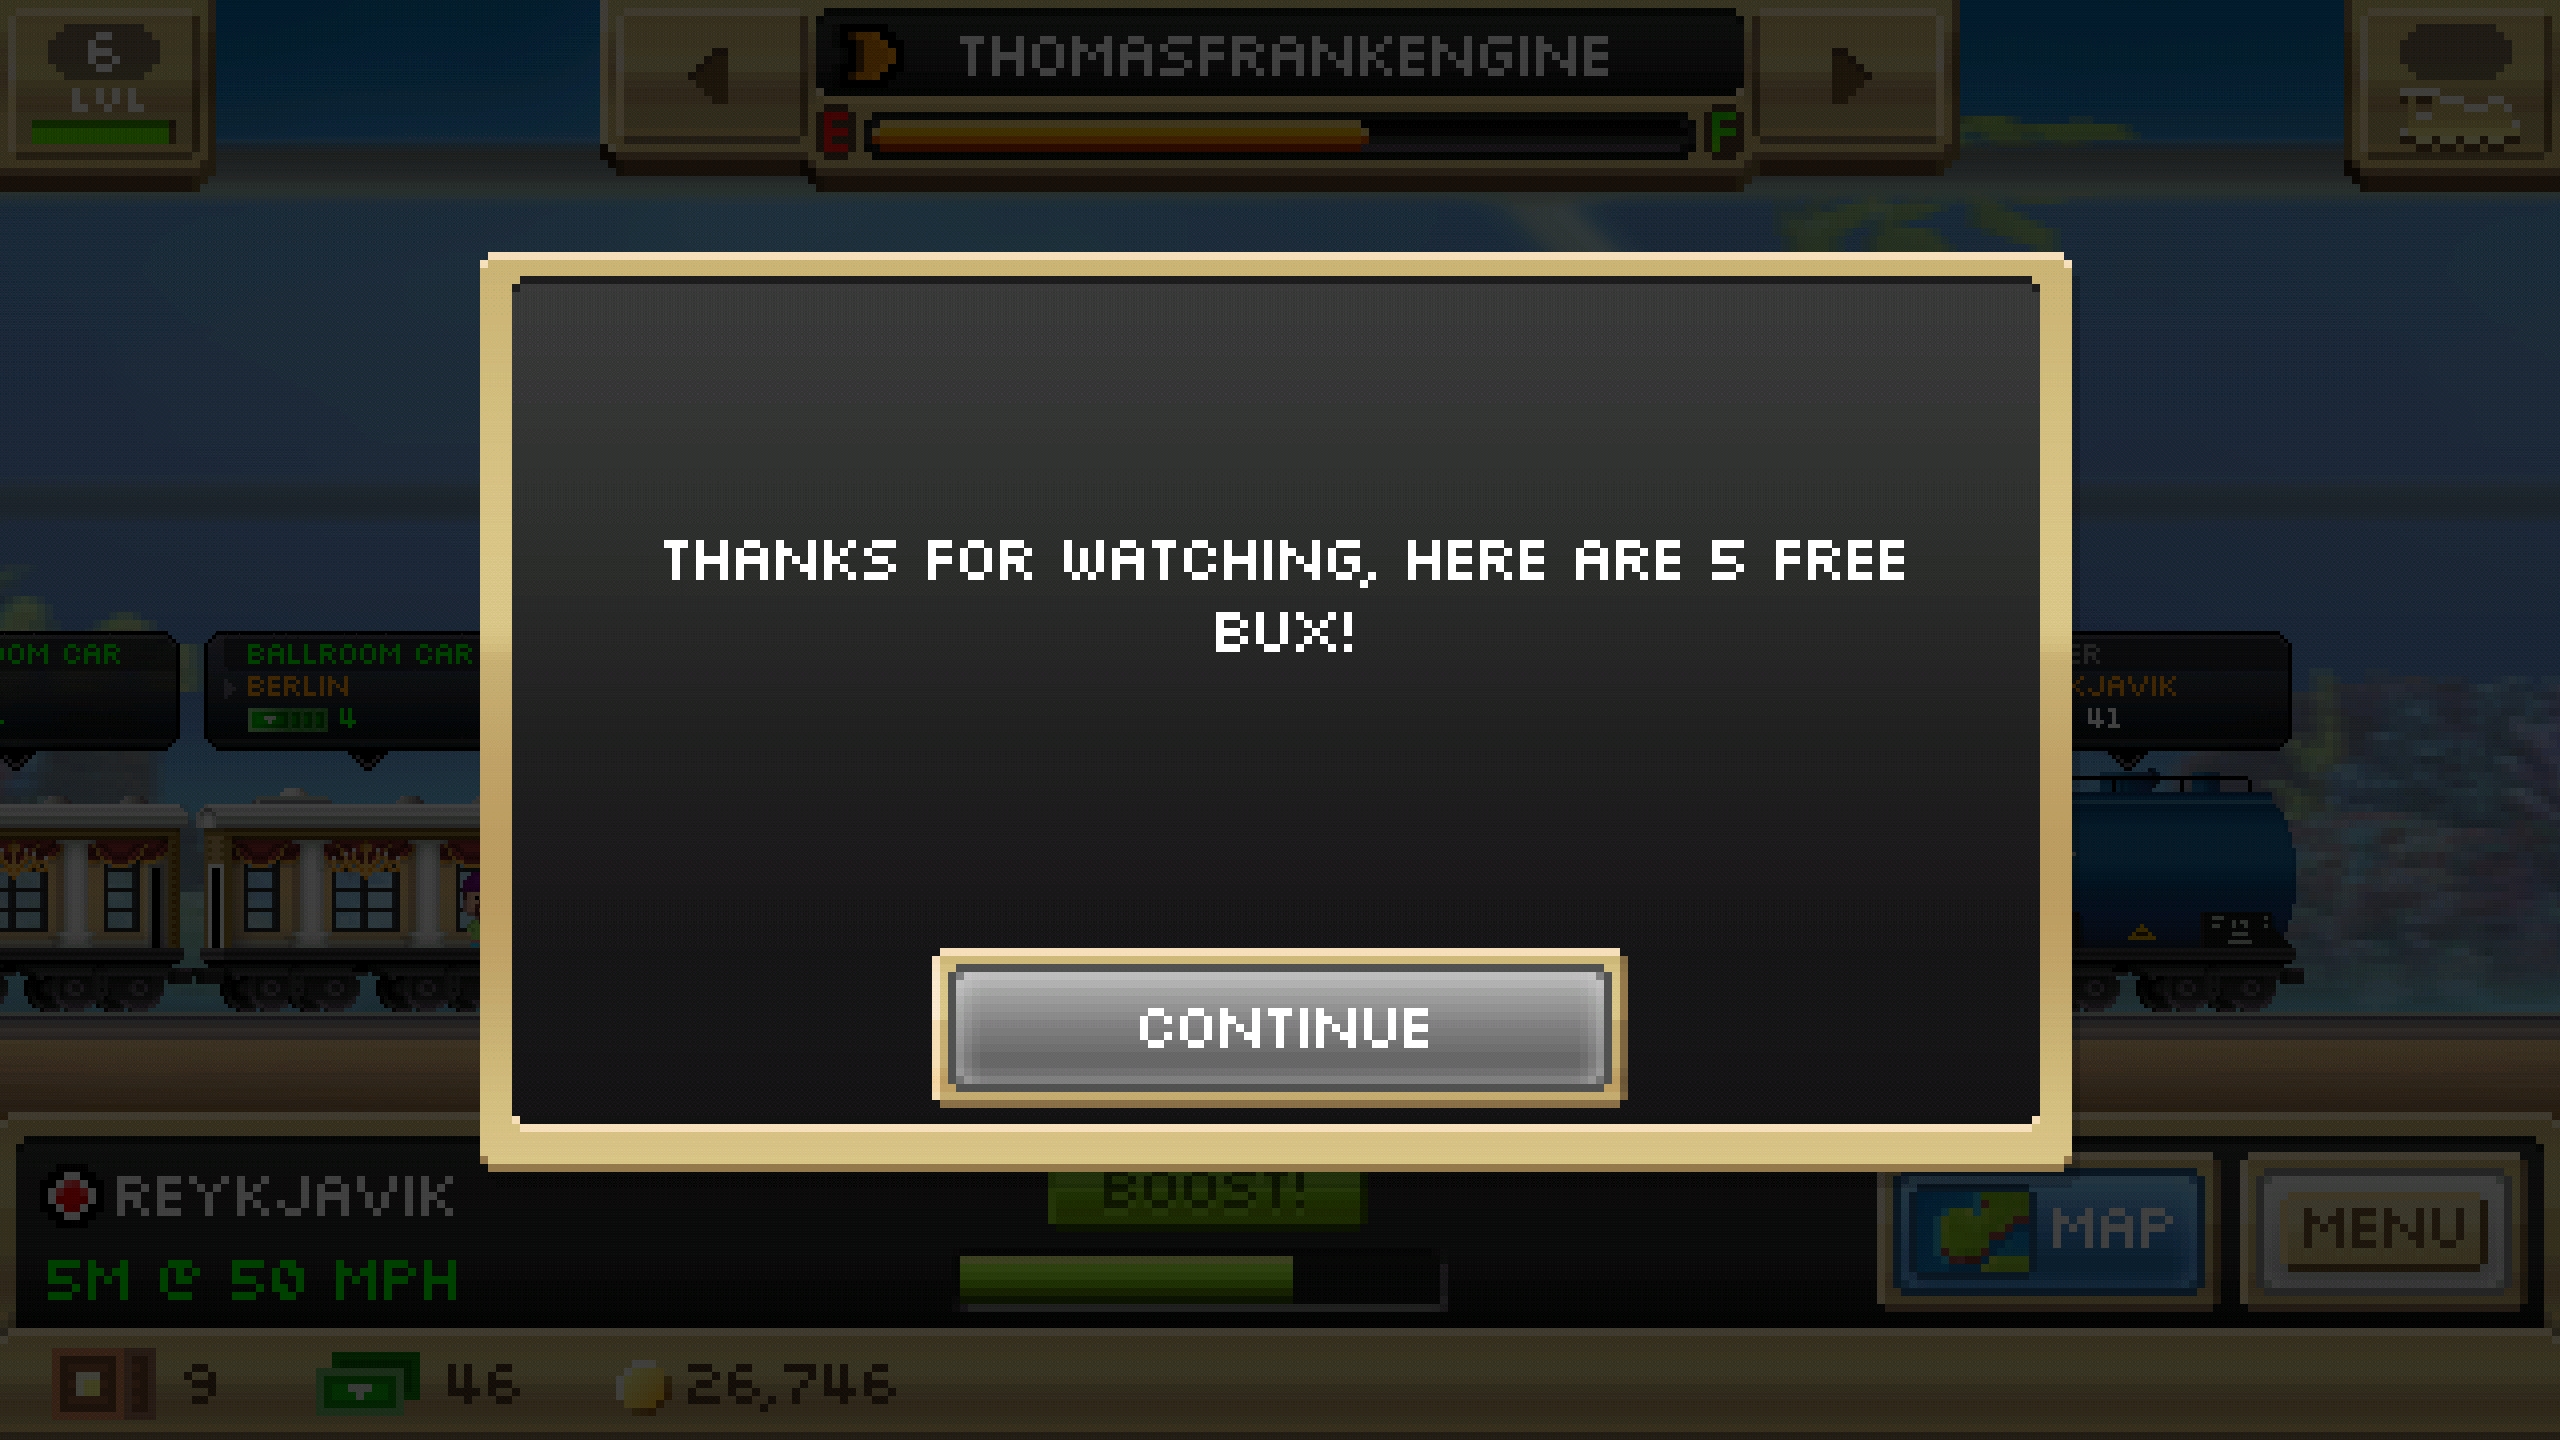 6
LVL
THOMASFRANKENGINE
E F
THANKS FOR WATCHING, HERE ARE 5 FREE
BUX!
OOM CAR
BALLROOM CAR
BERLIN
4
ER
KJAVIK
41
CONTINUE
REYKJAVIK
5M @ 50 MPH
BOOST!
MAP
MENU
9
46
26,746